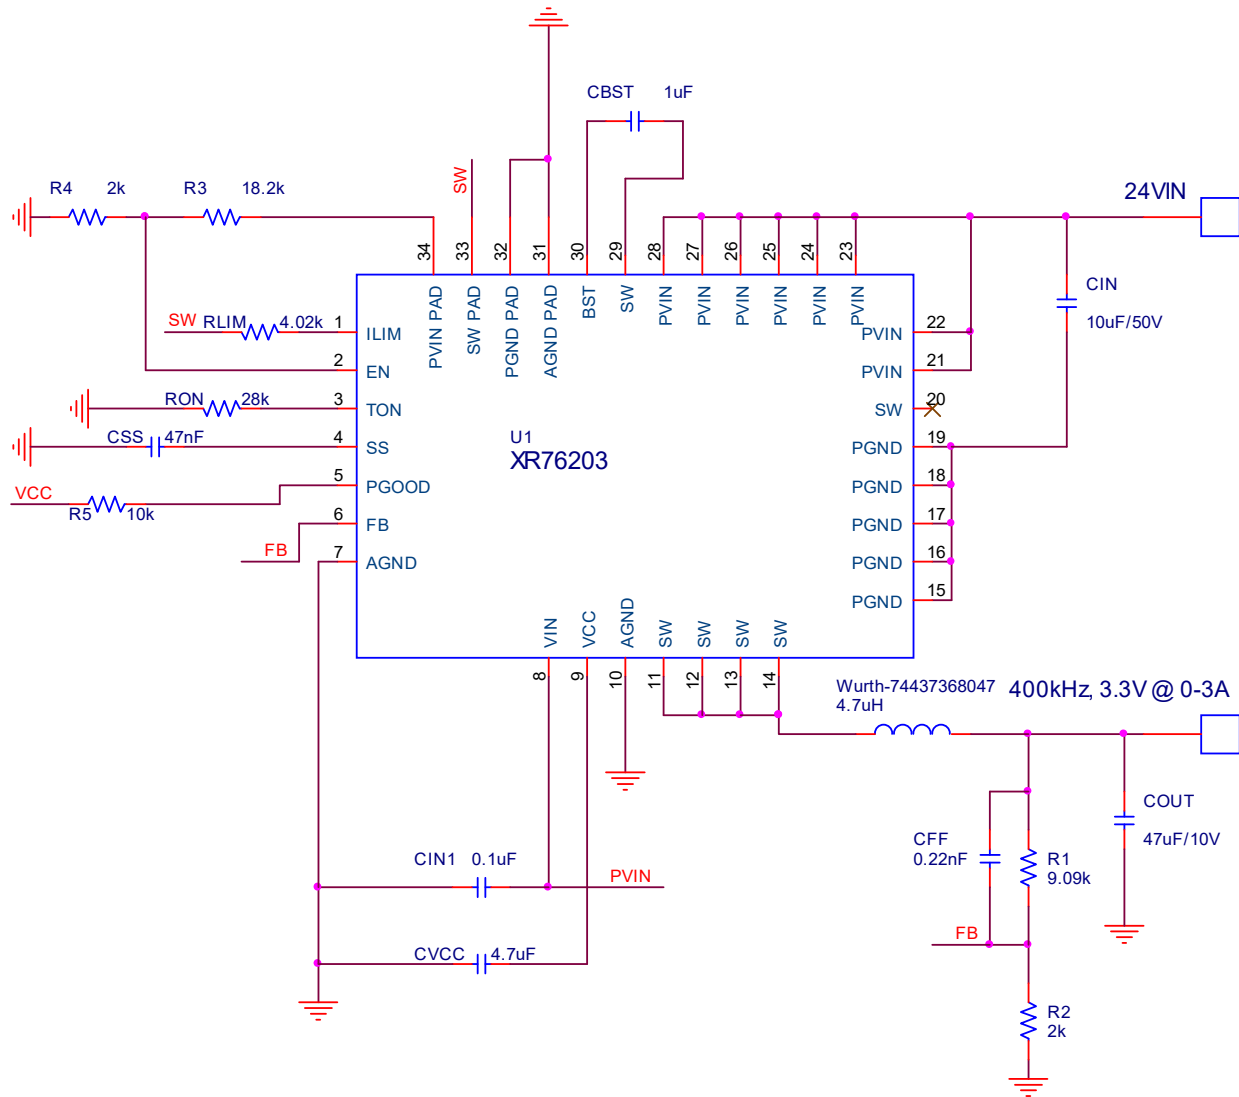 CBST 1uF
R4 2k R3 18.2k
SW
24VIN
34 33 32 31 30 29 28 27 26 25 24 23
PVIN PAD SW PAD PGND PAD AGND PAD BST SW PVIN PVIN PVIN PVIN PVIN PVIN
CIN
10uF/50V
SW RLIM 4.02k 1 ILIM
PVIN 22
2 EN
PVIN 21
RON 28k 3 TON
SW 20
CSS 47nF 4 SS
PGND 19
U1
XR76203
VCC R5 10k 5 PGOOD
PGND 18
FB 6 FB
PGND 17
7 AGND
PGND 16
PGND 15
VIN VCC AGND SW SW SW SW
8 9 10 11 12 13 14
Wurth-74437368047
4.7uH
400kHz, 3.3V @ 0-3A
COUT
47uF/10V
CFF
0.22nF
R1
9.09k
CIN1 0.1uF
PVIN
FB
CVCC 4.7uF
R2
2k